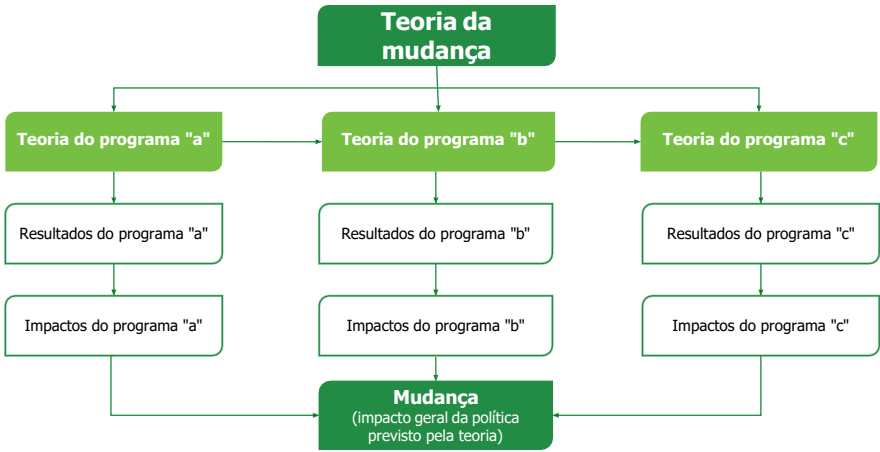 Teoria da
mudança
Teoria do programa "a"
Teoria do programa "b"
Teoria do programa "c"
Resultados do programa "a"
Resultados do programa "b"
Resultados do programa "c"
Impactos do programa "a"
Impactos do programa "b"
Impactos do programa "c"
Mudança
(impacto geral da política
previsto pela teoria)